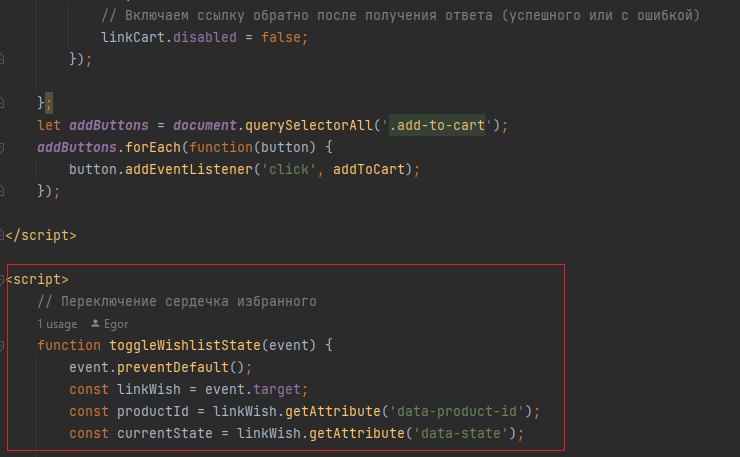 // Включаем ссылку обратно после получения ответа (успешного или с ошибкой)
linkCart.disabled = false;
});
};
let addButtons = document.querySelectorAll('.add-to-cart');
addButtons.forEach(function(button) {
button.addEventListener('click', addToCart);
});
</script>
<script>
// Переключение сердечка избранного
1 usage Egor
function toggleWishlistState(event) {
event.preventDefault();
const linkWish = event.target;
const productId = linkWish.getAttribute('data-product-id');
const currentState = linkWish.getAttribute('data-state');